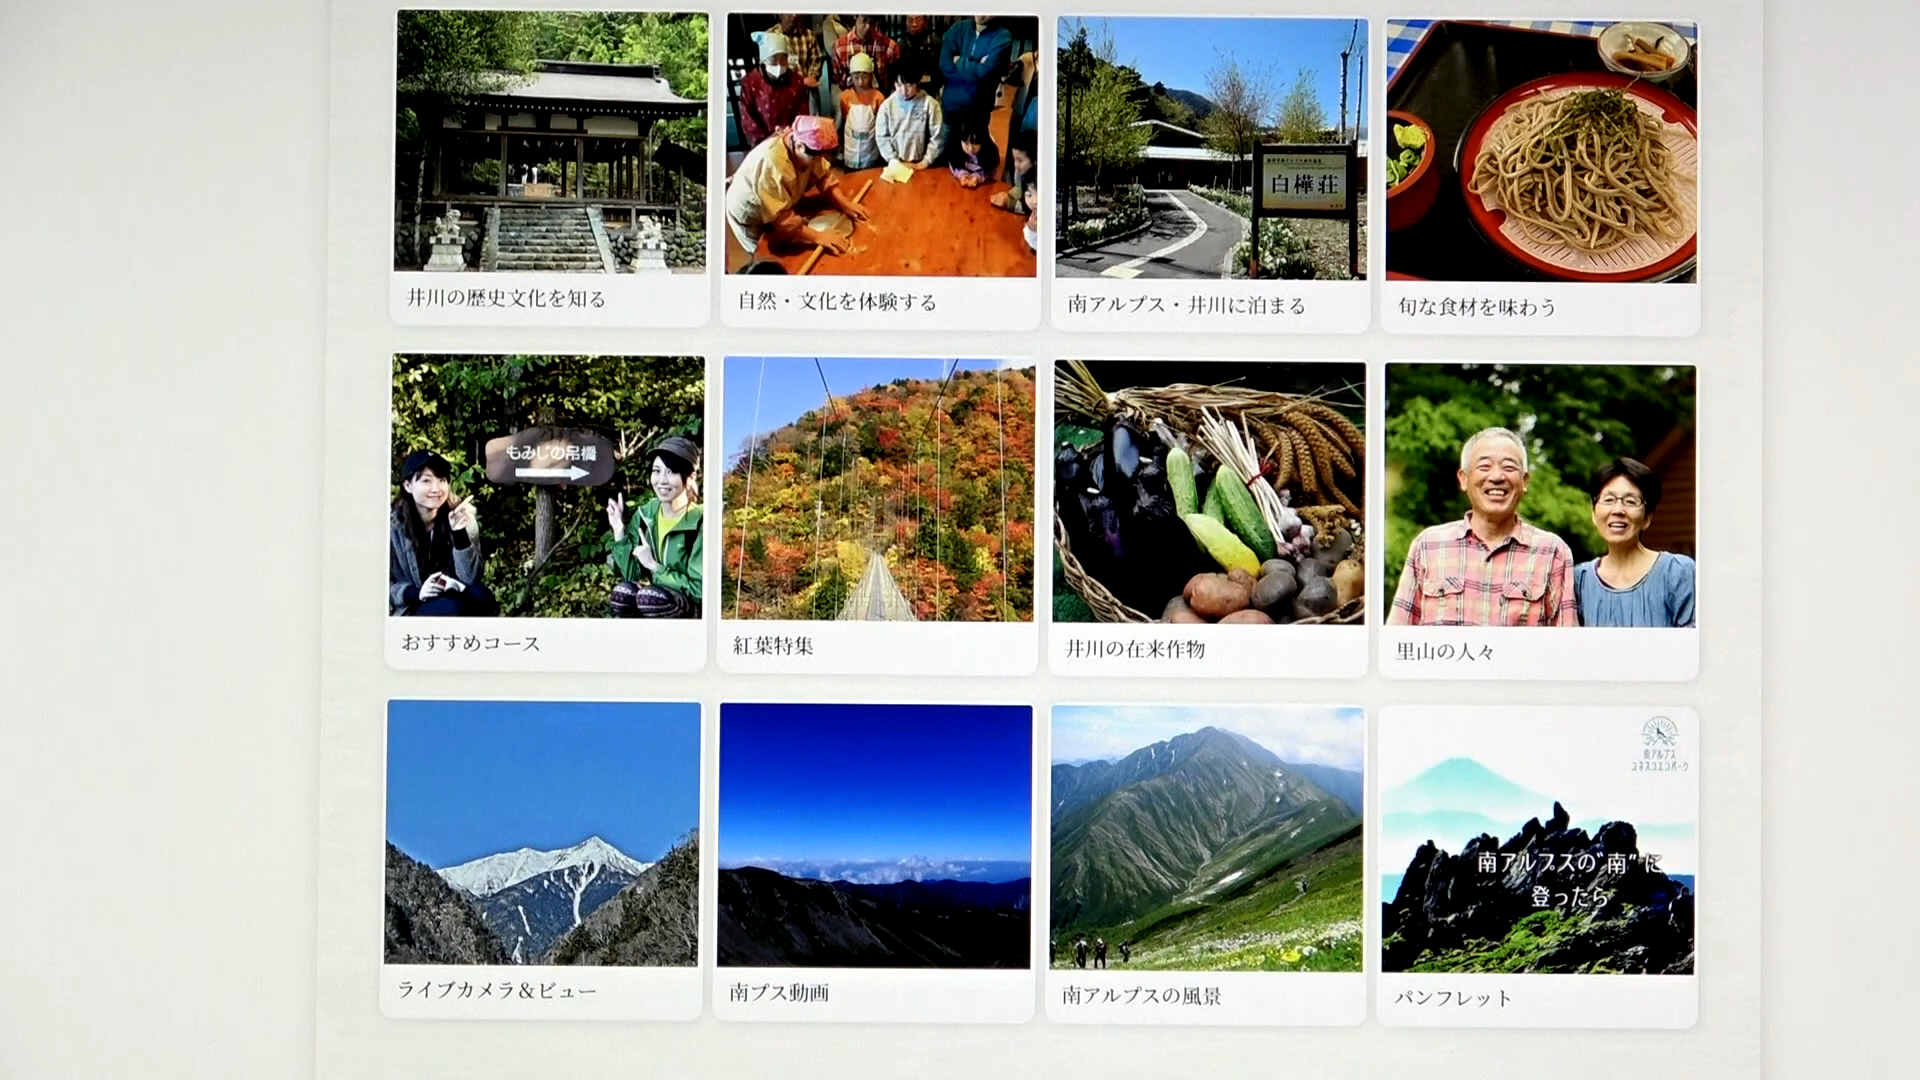 白樺荘
井川の歴史文化を知る
自然・文化を体験する
南アルプス・井川に泊まる
旬な食材を味わう
もみじの吊橋
おすすめコース
紅葉特集
井川の在来作物
里山の人々
南アルプス
ユネスコエコパーク
南アルプスの“南”に
登ったら
ライブカメラ＆ビュー
南プス動画
南アルプスの風景
パンフレット